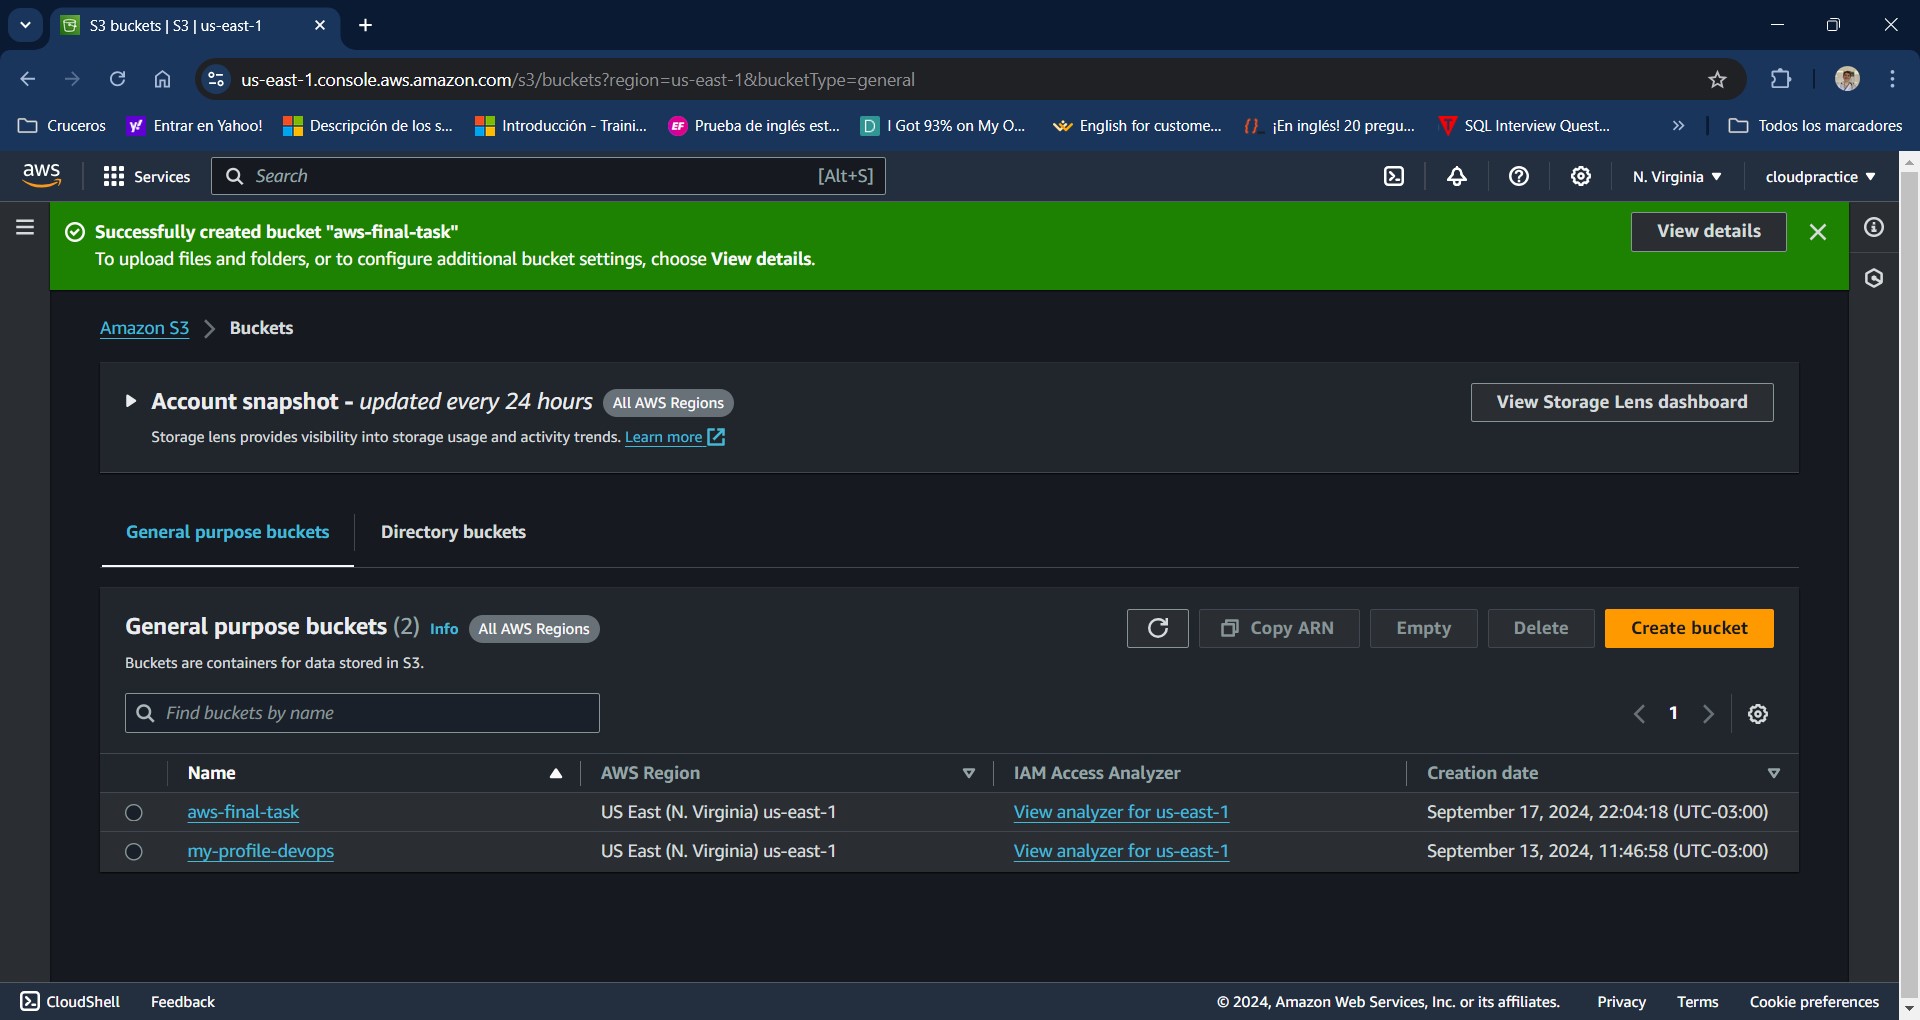 S3 buckets | S3 | us-east-1
us-east-1.console.aws.amazon.com/s3/buckets?region=us-east-1&bucketType=general
Cruceros Entrar en Yahoo! Descripción de los s... Introducción - Traini... EF Prueba de inglés est... D I Got 93% on My O... English for custome... ¡En inglés! 20 pregu... SQL Interview Quest... » Todos los marcadores
aws Services Search [Alt+S] N. Virginia cloudpractice
Successfully created bucket "aws-final-task" View details
To upload files and folders, or to configure additional bucket settings, choose View details.
Amazon S3 Buckets
Account snapshot - updated every 24 hours All AWS Regions View Storage Lens dashboard
Storage lens provides visibility into storage usage and activity trends. Learn more
General purpose buckets Directory buckets
General purpose buckets (2) Info All AWS Regions Copy ARN Empty Delete Create bucket
Buckets are containers for data stored in S3.
Find buckets by name 1
Name AWS Region IAM Access Analyzer Creation date
aws-final-task US East (N. Virginia) us-east-1 View analyzer for us-east-1 September 17, 2024, 22:04:18 (UTC-03:00)
my-profile-devops US East (N. Virginia) us-east-1 View analyzer for us-east-1 September 13, 2024, 11:46:58 (UTC-03:00)
CloudShell Feedback © 2024, Amazon Web Services, Inc. or its affiliates. Privacy Terms Cookie preferences